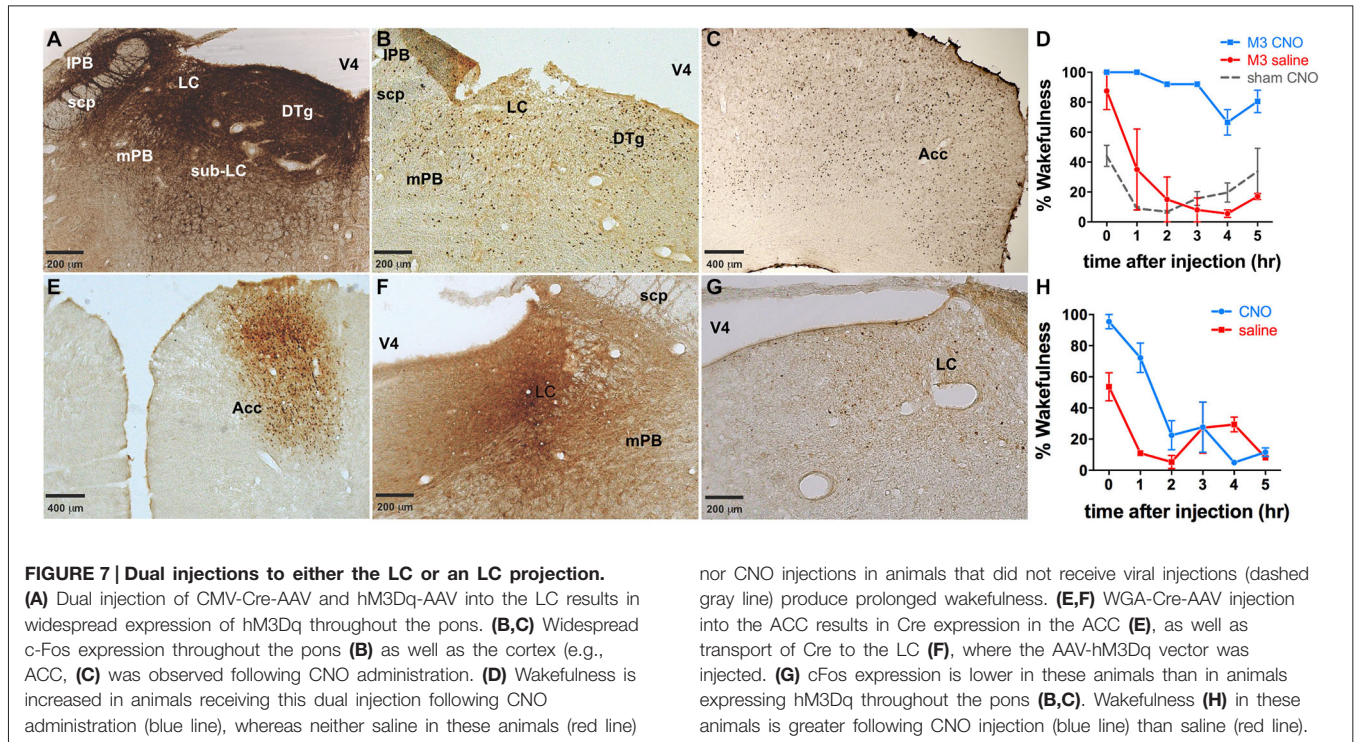 A
lPB
scp
LC
V4
DTg
mPB
sub-LC
200 µm
B
lPB
scp
V4
LC
DTg
mPB
200 µm
C
Acc
400 µm
D
M3 CNO
M3 saline
sham CNO
% Wakefulness
100
80
60
40
20
0
0 1 2 3 4 5
time after injection (hr)
E
Acc
400 µm
F
scp
V4
LC
mPB
200 µm
G
V4
LC
200 µm
H
CNO
saline
% Wakefulness
100
80
60
40
20
0
0 1 2 3 4 5
time after injection (hr)
FIGURE 7 | Dual injections to either the LC or an LC projection.
(A) Dual injection of CMV-Cre-AAV and hM3Dq-AAV into the LC results in
widespread expression of hM3Dq throughout the pons. (B,C) Widespread
c-Fos expression throughout the pons (B) as well as the cortex (e.g.,
ACC, (C) was observed following CNO administration. (D) Wakefulness is
increased in animals receiving this dual injection following CNO
administration (blue line), whereas neither saline in these animals (red line)
nor CNO injections in animals that did not receive viral injections (dashed
gray line) produce prolonged wakefulness. (E,F) WGA-Cre-AAV injection
into the ACC results in Cre expression in the ACC (E), as well as
transport of Cre to the LC (F), where the AAV-hM3Dq vector was
injected. (G) cFos expression is lower in these animals than in animals
expressing hM3Dq throughout the pons (B,C). Wakefulness (H) in these
animals is greater following CNO injection (blue line) than saline (red line).